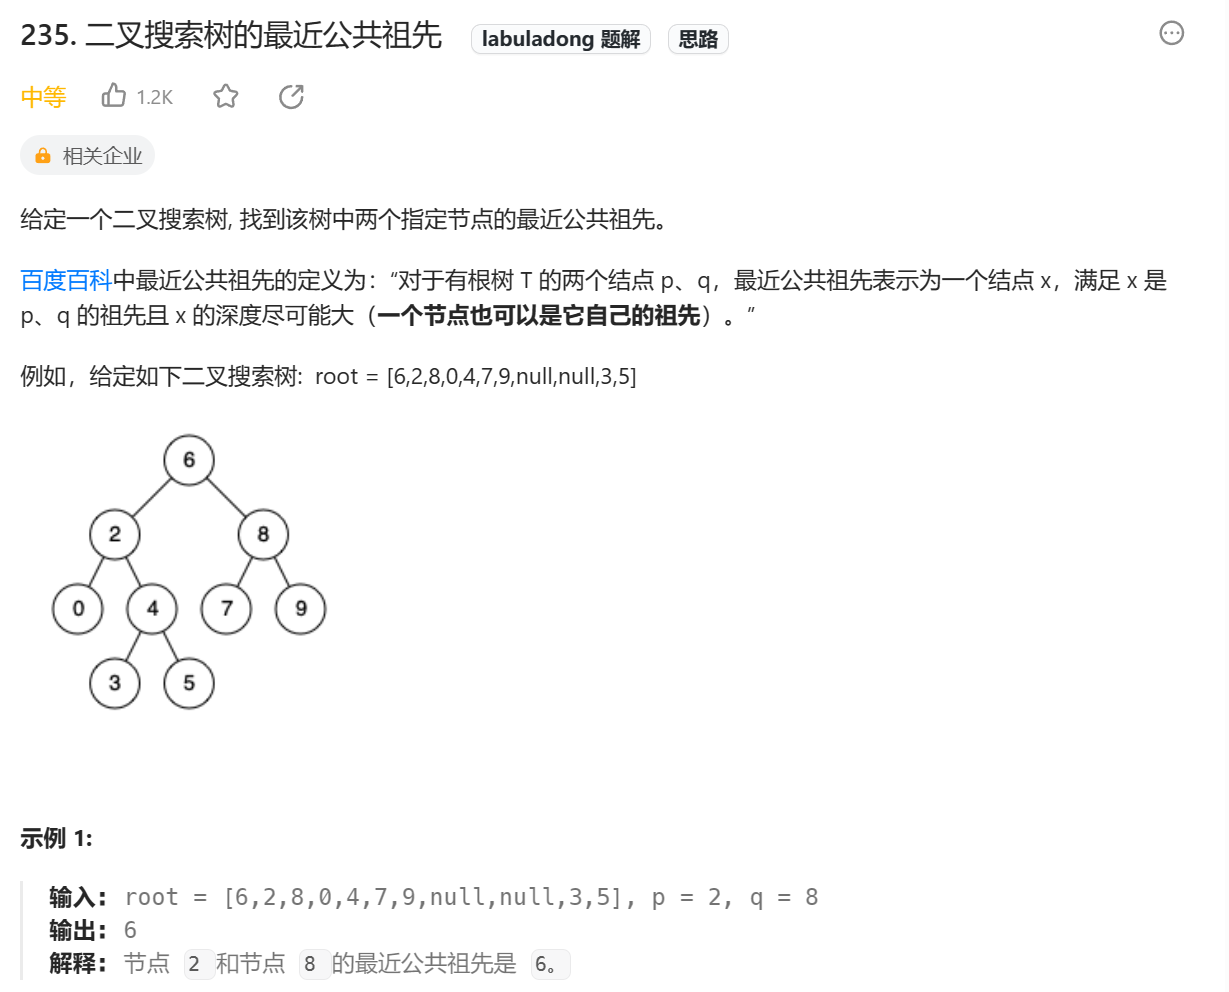 235. 二叉搜索树的最近公共祖先 labuladong 题解 思路
中等 1.2K
相关企业
给定一个二叉搜索树, 找到该树中两个指定节点的最近公共祖先。
百度百科中最近公共祖先的定义为：“对于有根树 T 的两个结点 p、q，最近公共祖先表示为一个结点 x，满足 x 是
p、q 的祖先且 x 的深度尽可能大（一个节点也可以是它自己的祖先）。”
例如，给定如下二叉搜索树: root = [6,2,8,0,4,7,9,null,null,3,5]
6
2 8
0 4 7 9
3 5
示例 1:
输入： root = [6,2,8,0,4,7,9,null,null,3,5], p = 2, q = 8
输出： 6
解释： 节点 2 和节点 8 的最近公共祖先是 6。